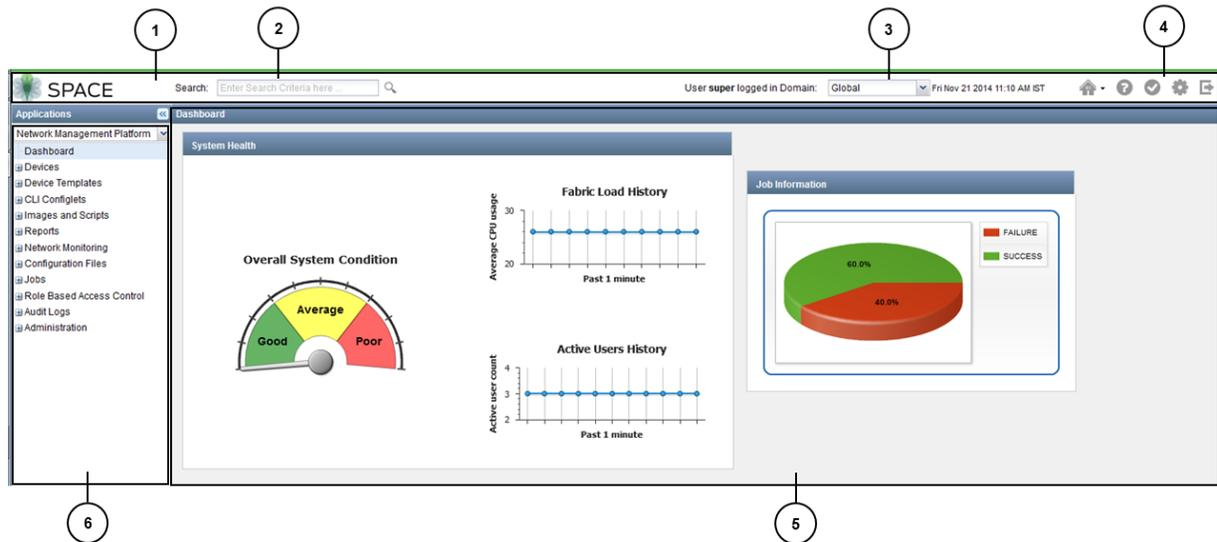 1
2
3
4
SPACE
Search: Enter Search Criteria here ...
User super logged in Domain: Global Fri Nov 21 2014 11:10 AM IST
Applications
Dashboard
Network Management Platform
Dashboard
Devices
Device Templates
CLI Configlets
Images and Scripts
Reports
Network Monitoring
Configuration Files
Jobs
Role Based Access Control
Audit Logs
Administration
System Health
Overall System Condition
Good
Average
Poor
Fabric Load History
Average CPU usage
30
20
Past 1 minute
Active Users History
Active user count
4
3
2
Past 1 minute
Job Information
60.0%
40.0%
FAILURE
SUCCESS
6
5